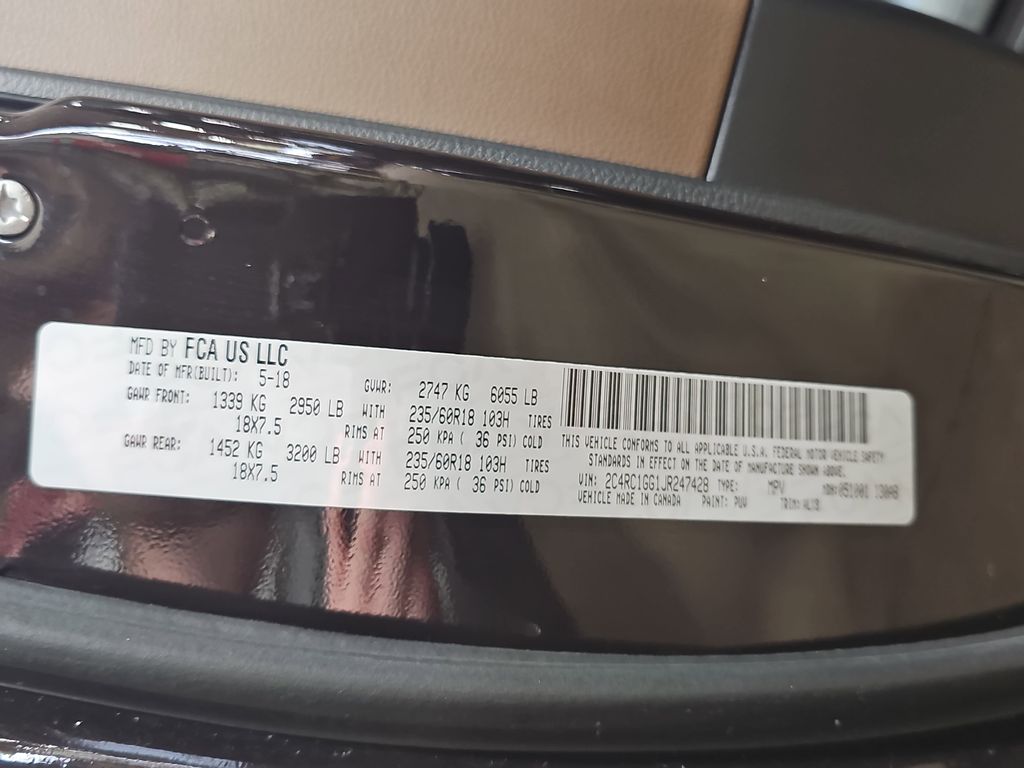 MFD BY FCA US LLC
DATE OF MFR(BUILT): 5-18 GVWR: 2747 KG 6055 LB
GAWR FRONT: 1339 KG 2950 LB WITH 235/60R18 103H TIRES
18X7.5 RIMS AT 250 KPA ( 36 PSI) COLD
GAWR REAR: 1452 KG 3200 LB WITH 235/60R18 103H TIRES
18X7.5 RIMS AT 250 KPA ( 36 PSI) COLD
THIS VEHICLE CONFORMS TO ALL APPLICABLE U.S.A. FEDERAL MOTOR VEHICLE SAFETY
STANDARDS IN EFFECT ON THE DATE OF MANUFACTURE SHOWN ABOVE.
VIN: 2C4RC1GG1JR247428 TYPE: MPV
VEHICLE MADE IN CANADA PAINT: PUV TRIM: